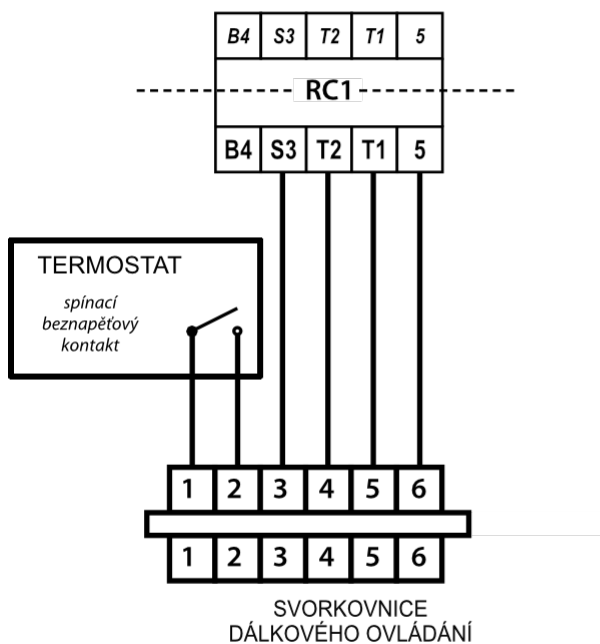 B4 S3 T2 T1 5
RC1
B4 S3 T2 T1 5
TERMOSTAT
spínací
beznapěťový
kontakt
1 2 3 4 5 6
1 2 3 4 5 6
SVORKOVNICE
DÁLKOVÉHO OVLÁDÁNÍ